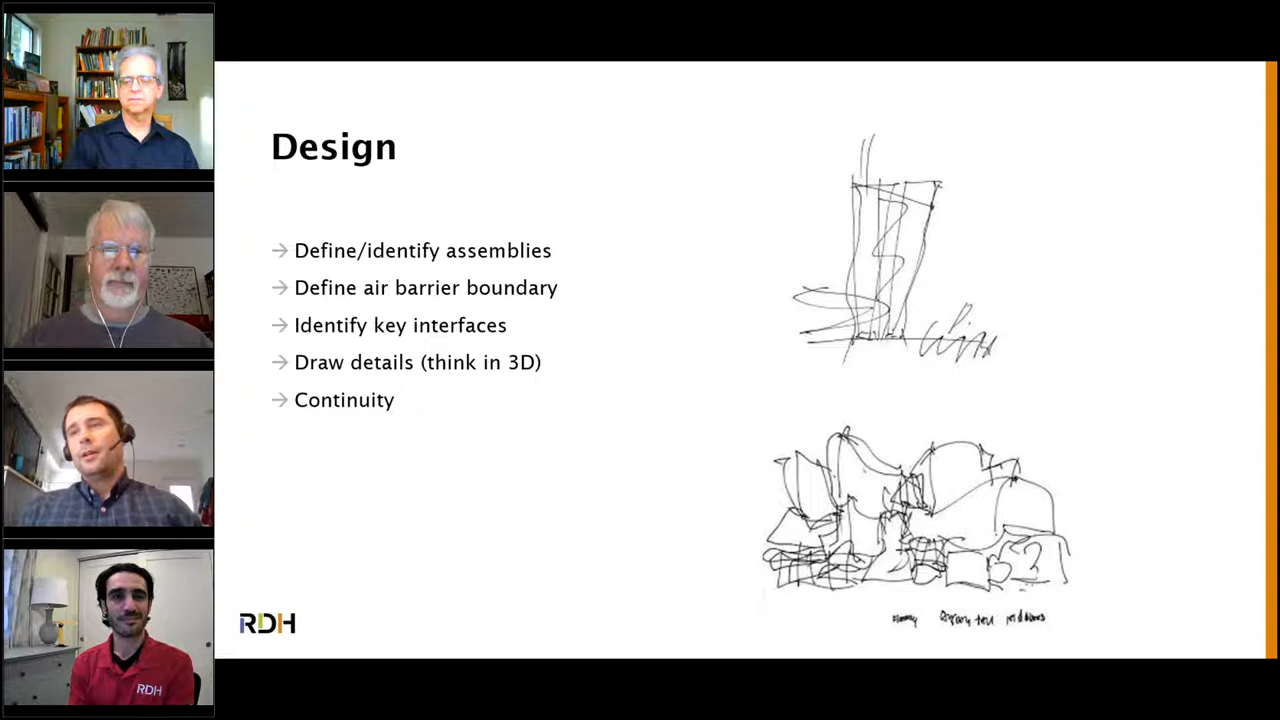 Design
→ Define/identify assemblies
→ Define air barrier boundary
→ Identify key interfaces
→ Draw details (think in 3D)
→ Continuity
RDH
RDH